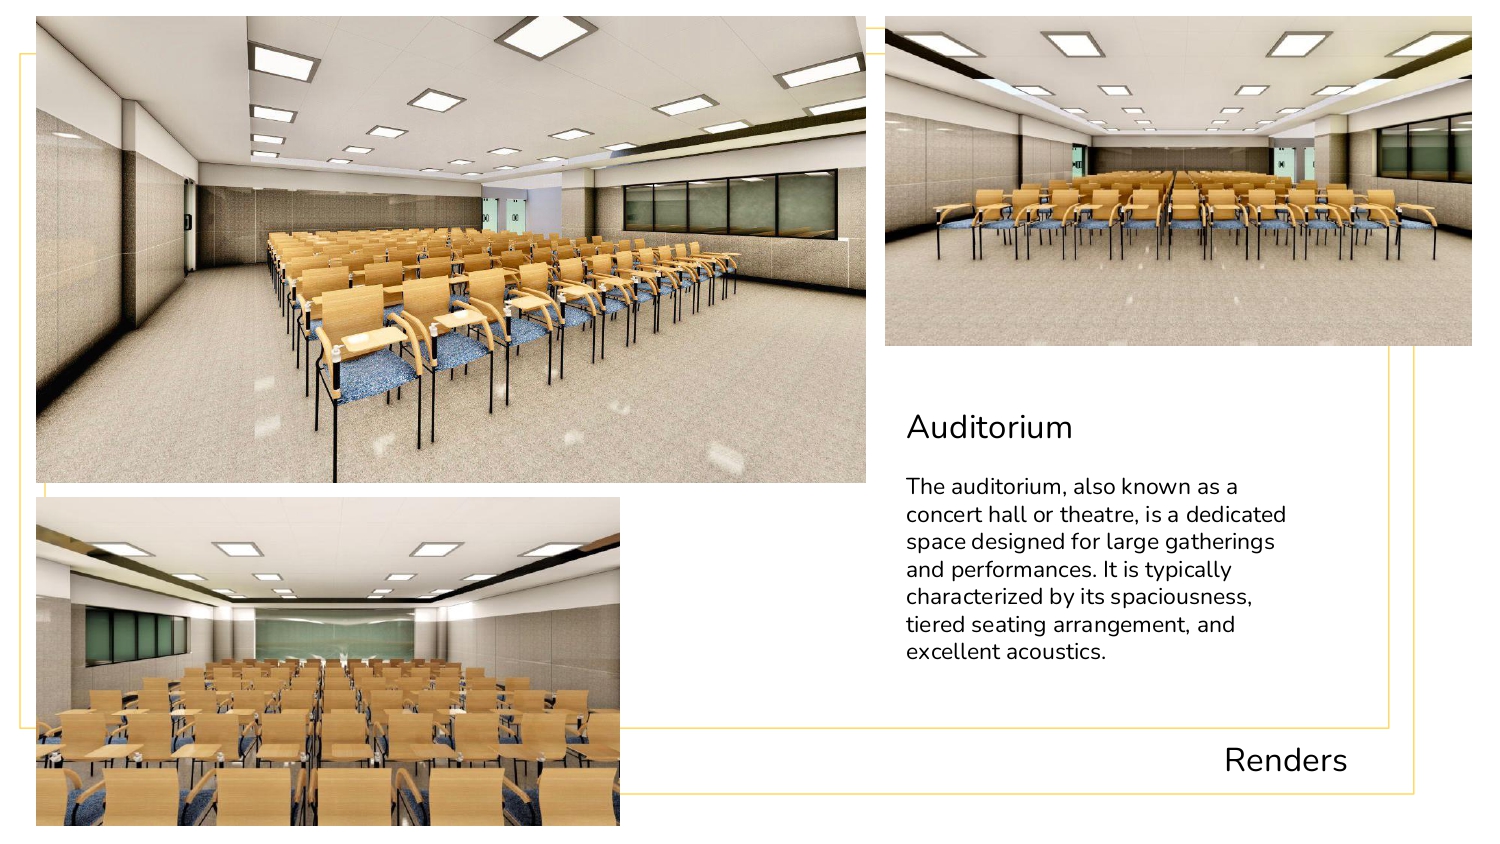 Auditorium
The auditorium, also known as a
concert hall or theatre, is a dedicated
space designed for large gatherings
and performances. It is typically
characterized by its spaciousness,
tiered seating arrangement, and
excellent acoustics.
Renders